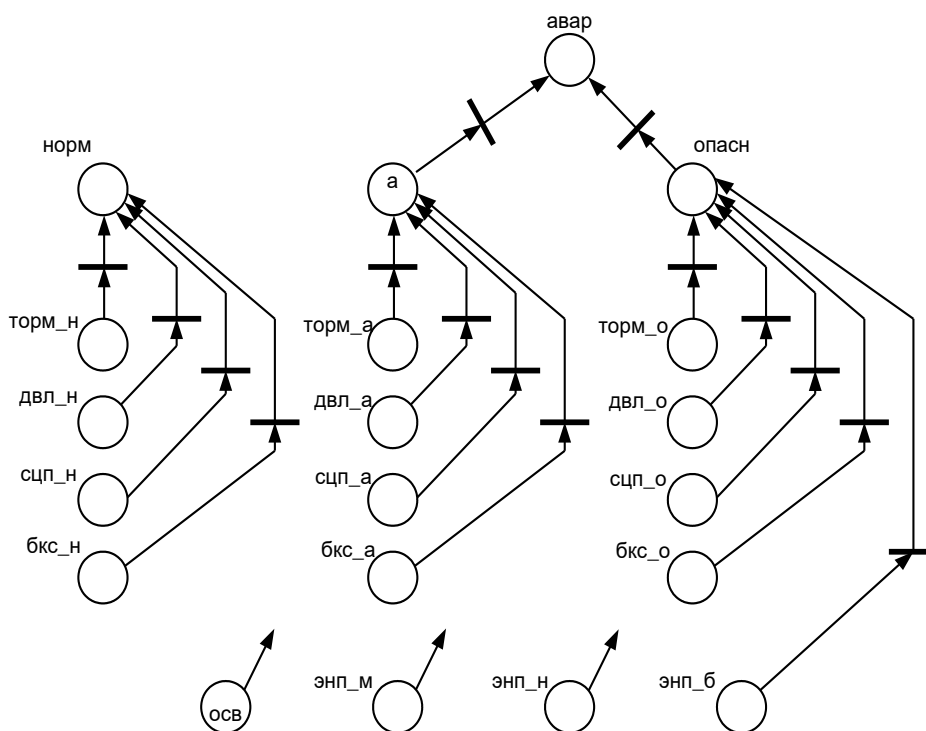 авар
норм
опасн
а
торм_н
торм_а
торм_о
двл_н
двл_а
двл_о
сцп_н
сцп_а
сцп_о
бкс_н
бкс_а
бкс_о
энп_м
энп_н
энп_б
осв